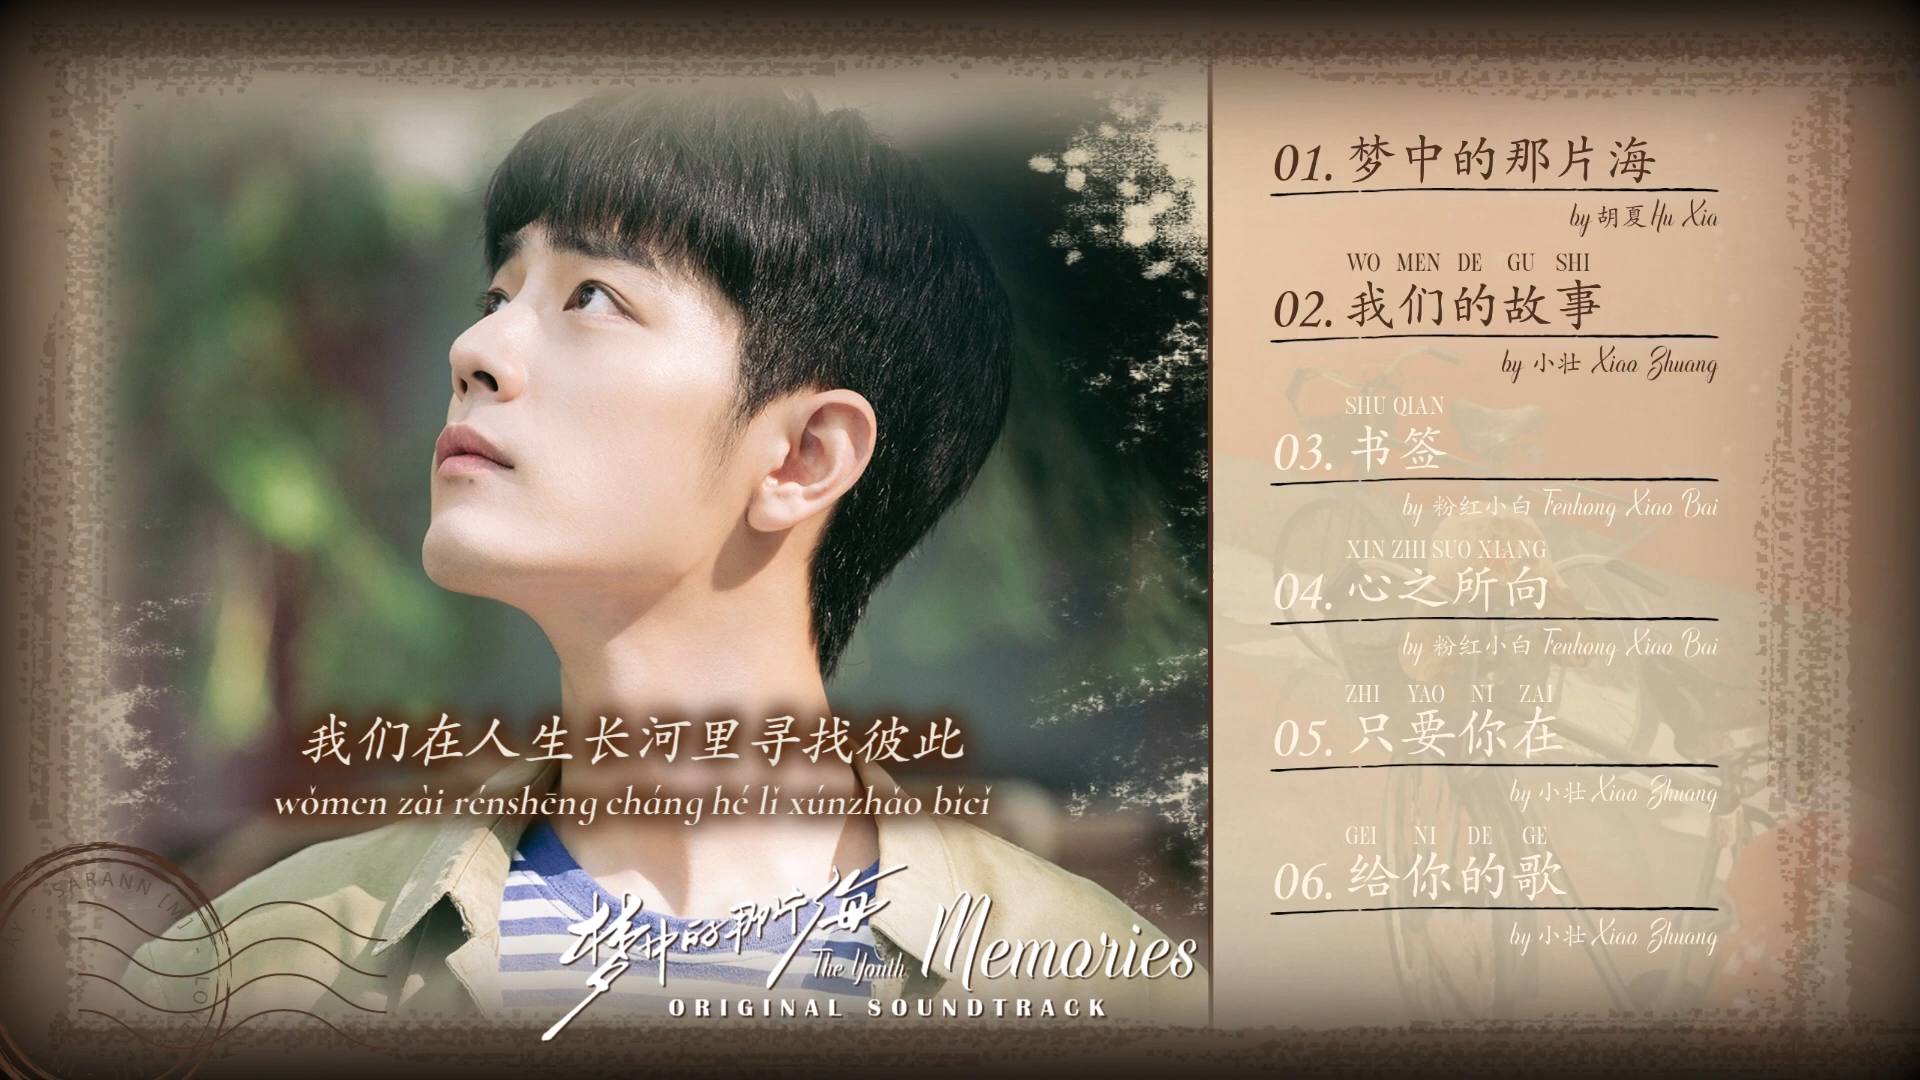 我们在人生长河里寻找彼此
wǒmen zài rénshēng cháng hé lǐ xúnzhǎo bǐcǐ
梦中的那片海
The Youth Memories
ORIGINAL SOUNDTRACK
SARANN [M]
01. 梦中的那片海
by 胡夏 Hu Xia
WO MEN DE GU SHI
02. 我们的故事
by 小壮 Xiao Zhuang
SHU QIAN
03. 书签
by 粉红小白 Fenhong Xiao Bai
XIN ZHI SUO XIANG
04. 心之所向
by 粉红小白 Fenhong Xiao Bai
ZHI YAO NI ZAI
05. 只要你在
by 小壮 Xiao Zhuang
GEI NI DE GE
06. 给你的歌
by 小壮 Xiao Zhuang